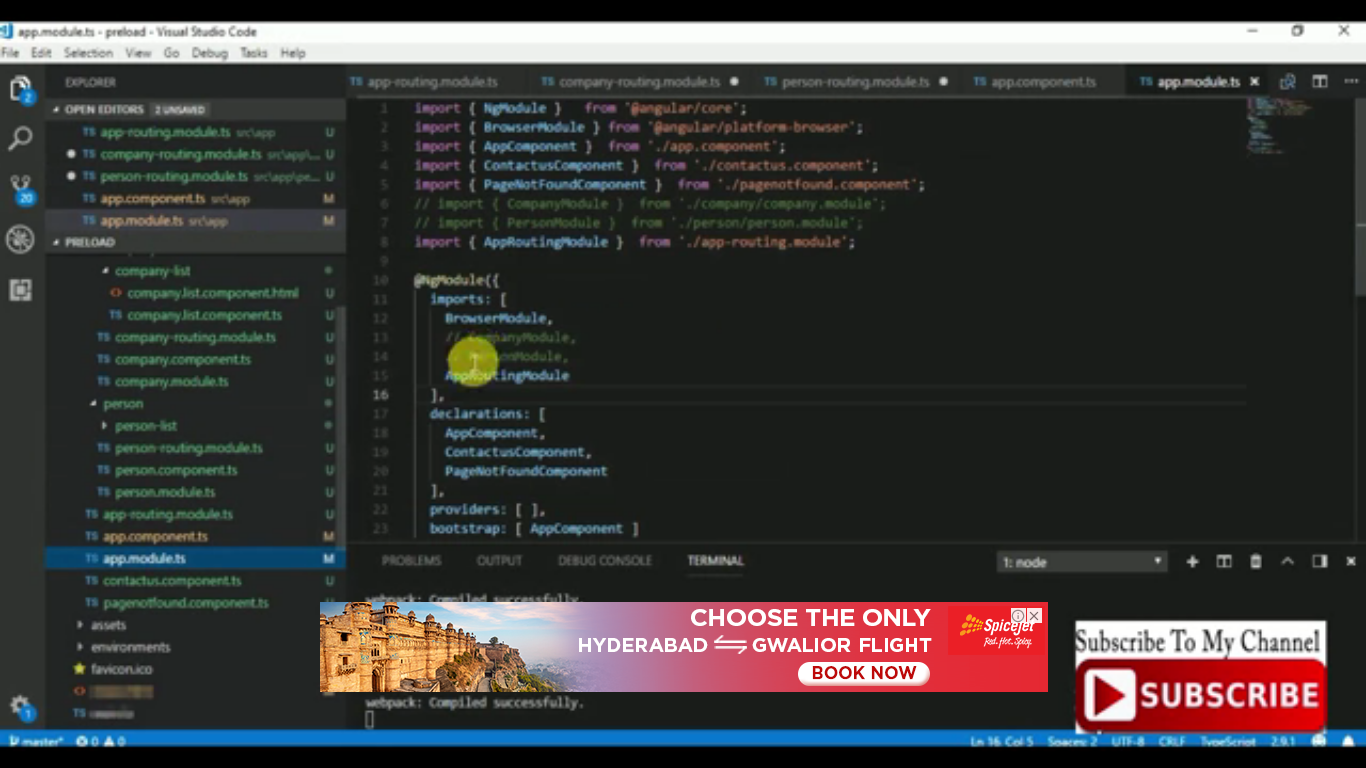 app.module.ts - preload - Visual Studio Code
File Edit Selection View Go Debug Tasks Help
EXPLORER
TS app-routing.module.ts TS company-routing.module.ts TS person-routing.module.ts TS app.component.ts TS app.module.ts
OPEN EDITORS 2 UNSAVED
TS app-routing.module.ts src\app U
TS company-routing.module.ts src\app\... U
TS person-routing.module.ts src\app\pe... U
TS app.component.ts src\app M
TS app.module.ts src\app M
PRELOAD
company-list
<> company.list.component.html U
TS company.list.component.ts U
TS company-routing.module.ts U
TS company.component.ts U
TS company.module.ts U
person
person-list
TS person-routing.module.ts U
TS person.component.ts U
TS person.module.ts U
TS app-routing.module.ts U
TS app.component.ts M
TS app.module.ts M
TS contactus.component.ts U
TS pagenotfound.component.ts U
assets
environments
favicon.ico
2
20
1
1 import { NgModule } from '@angular/core';
2 import { BrowserModule } from '@angular/platform-browser';
3 import { AppComponent } from './app.component';
4 import { ContactusComponent } from './contactus.component';
5 import { PageNotFoundComponent } from './pagenotfound.component';
6 // import { CompanyModule } from './company/company.module';
7 // import { PersonModule } from './person/person.module';
8 import { AppRoutingModule } from './app-routing.module';
9
10 @NgModule({
11 imports: [
12 BrowserModule,
13 // CompanyModule,
14 // PersonModule,
15 AppRoutingModule
16 ],
17 declarations: [
18 AppComponent,
19 ContactusComponent,
20 PageNotFoundComponent
21 ],
22 providers: [ ],
23 bootstrap: [ AppComponent ]
PROBLEMS OUTPUT DEBUG CONSOLE TERMINAL 1: node
webpack: Compiled successfully.
CHOOSE THE ONLY
HYDERABAD GWALIOR FLIGHT
BOOK NOW
SpiceJet
Red. Hot. Spicy.
webpack: Compiled successfully.
Subscribe To My Channel
SUBSCRIBE
master* 0 0 Ln 16, Col 5 Spaces: 2 UTF-8 CRLF TypeScript 2.9.1